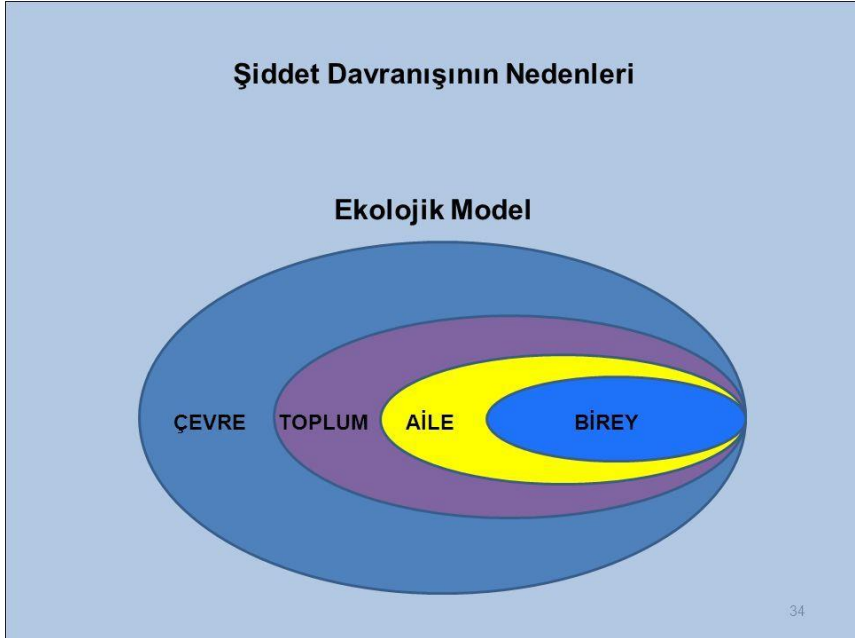 Şiddet Davranışının Nedenleri
Ekolojik Model
ÇEVRE TOPLUM AİLE BİREY
34